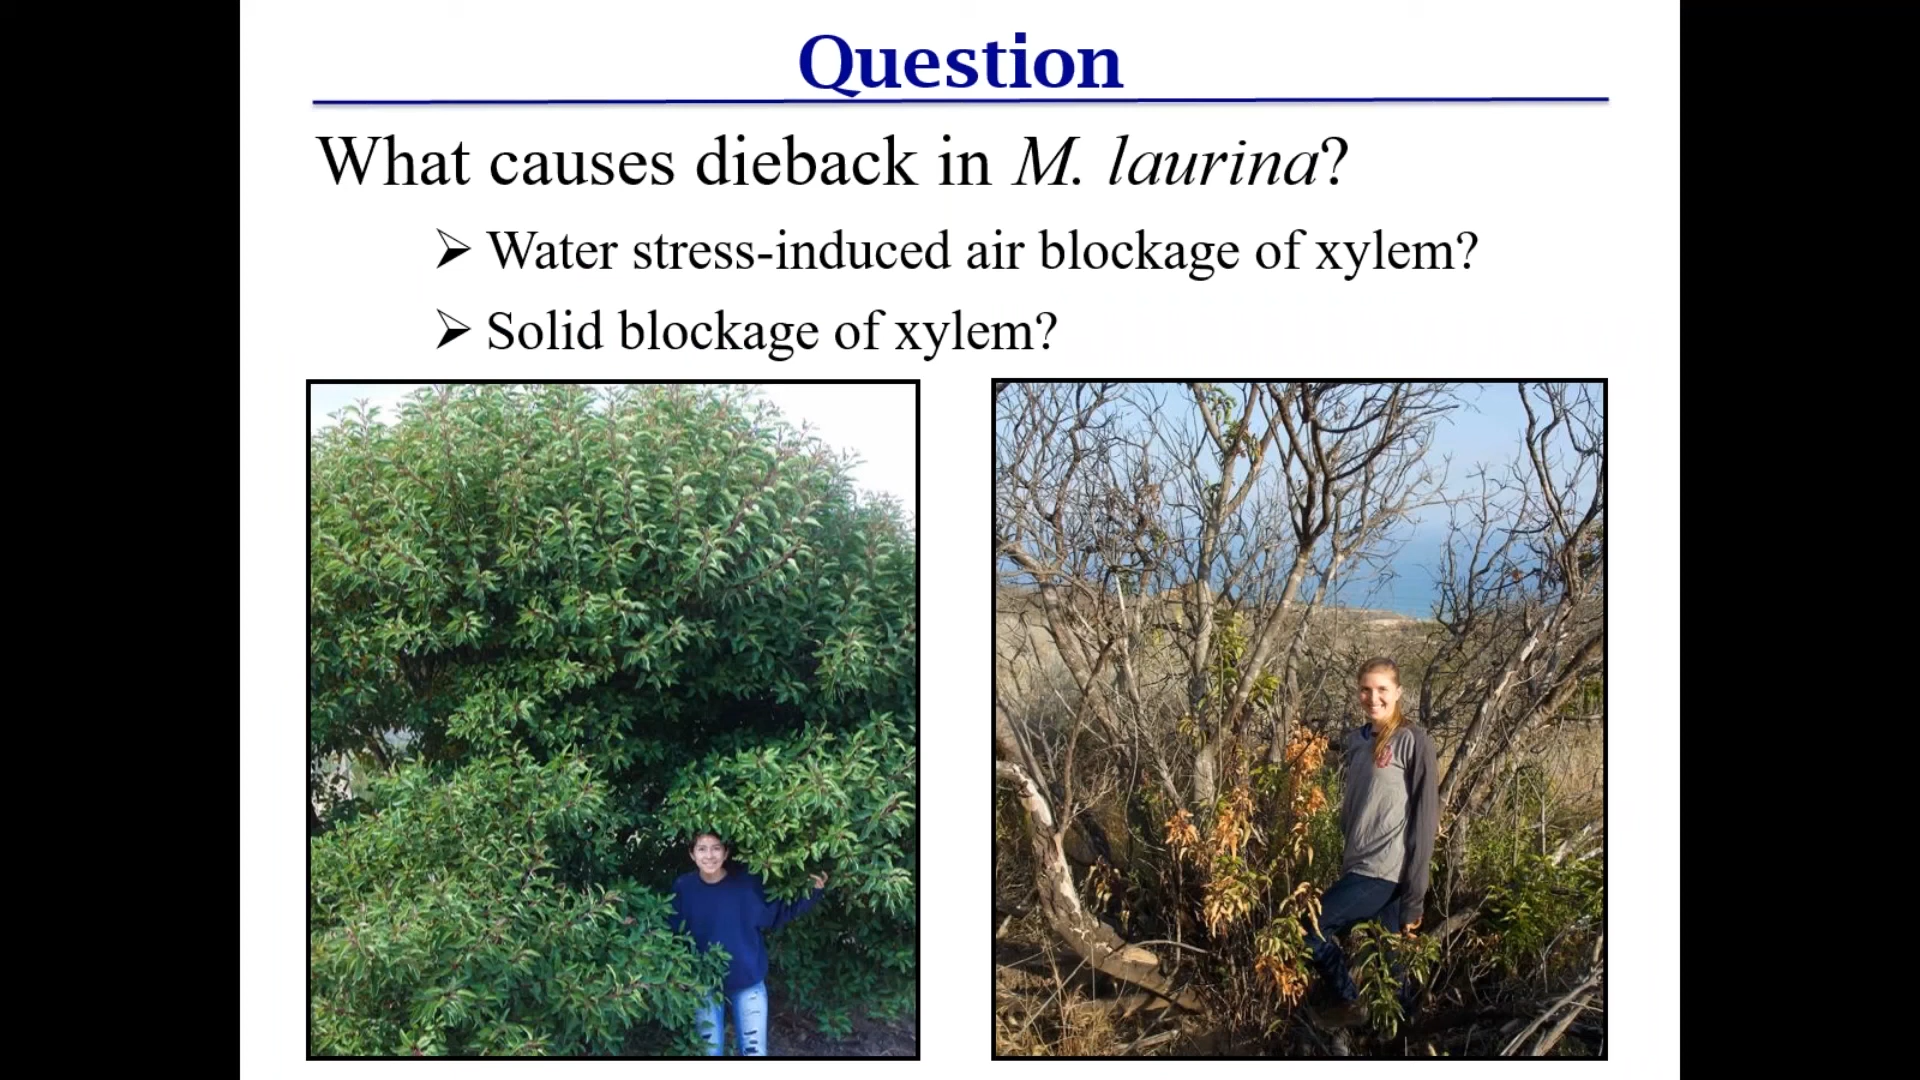 Question
What causes dieback in M. laurina?
Water stress-induced air blockage of xylem?
Solid blockage of xylem?